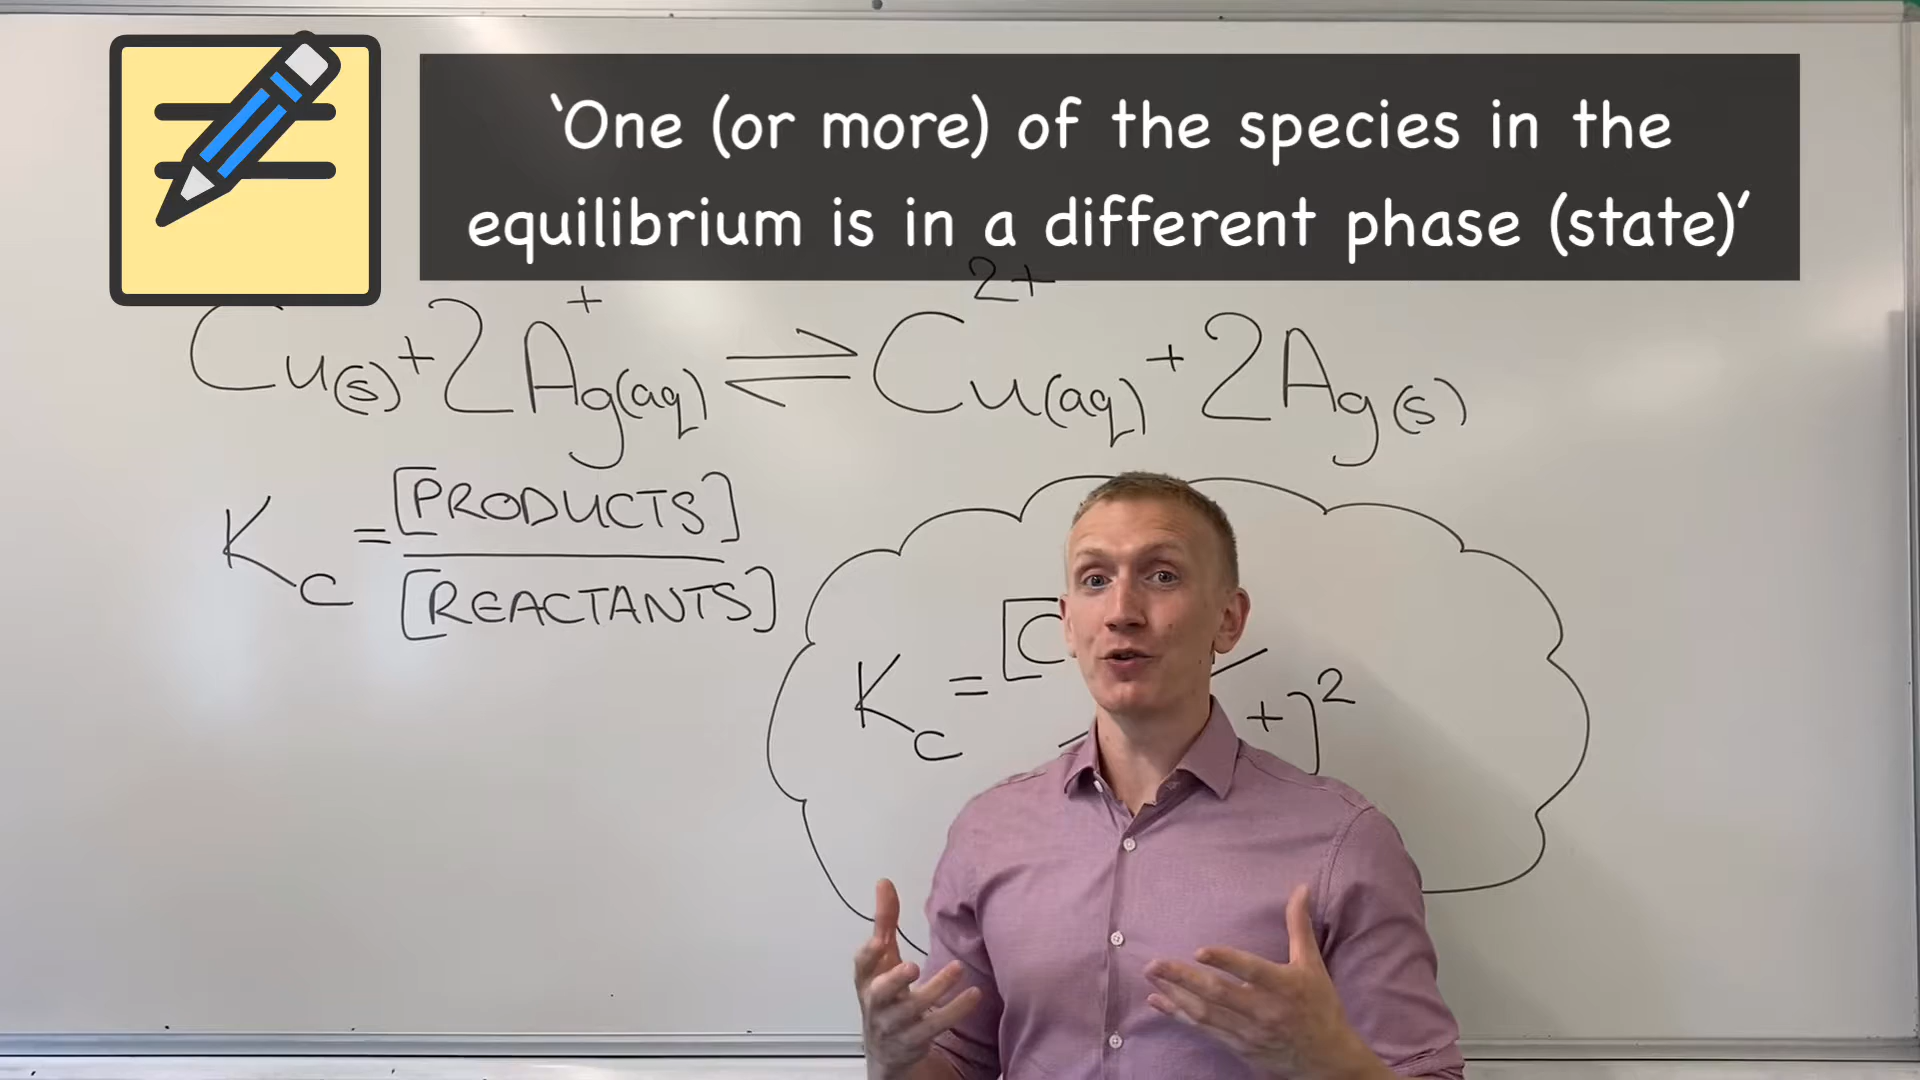 ‘One (or more) of the species in the
equilibrium is in a different phase (state)’
Cu(s) + 2Ag+(aq) ⇌ Cu2+(aq) + 2Ag(s)
Kc = [PRODUCTS]
[REACTANTS]
Kc = [C
+]2